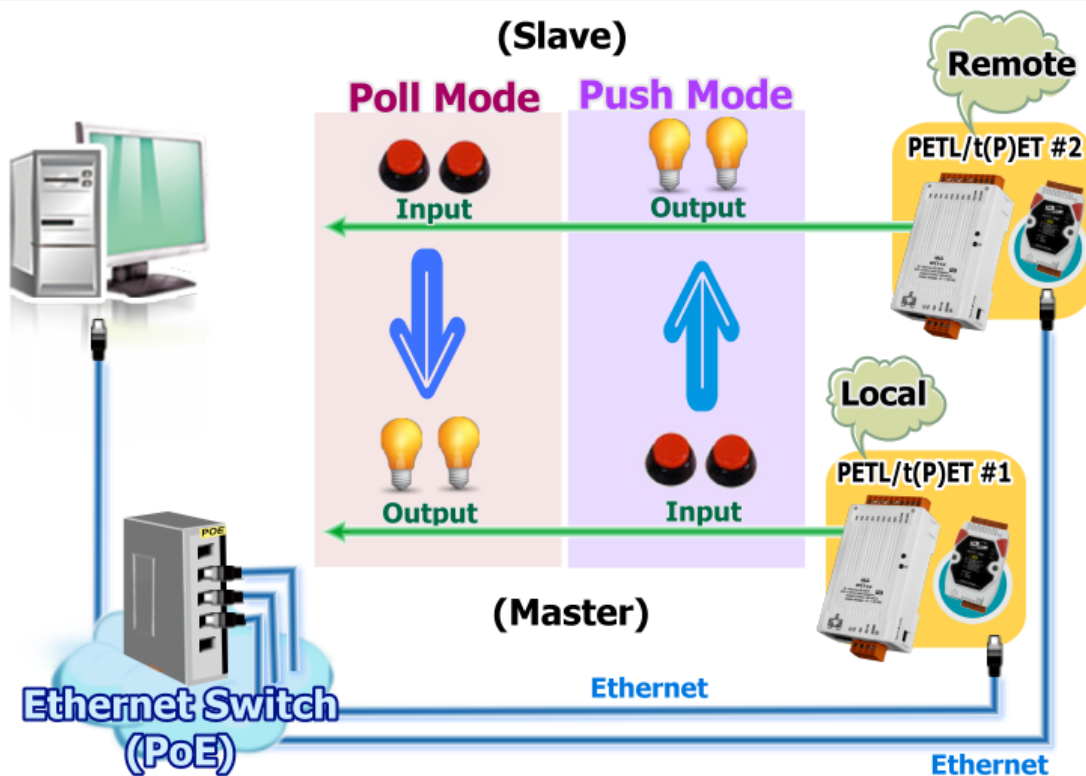 (Slave)
Remote
Poll Mode
Push Mode
PETL/t(P)ET #2
Input
Output
Local
PETL/t(P)ET #1
Output
Input
POE
(Master)
Ethernet
Ethernet Switch
(PoE)
Ethernet